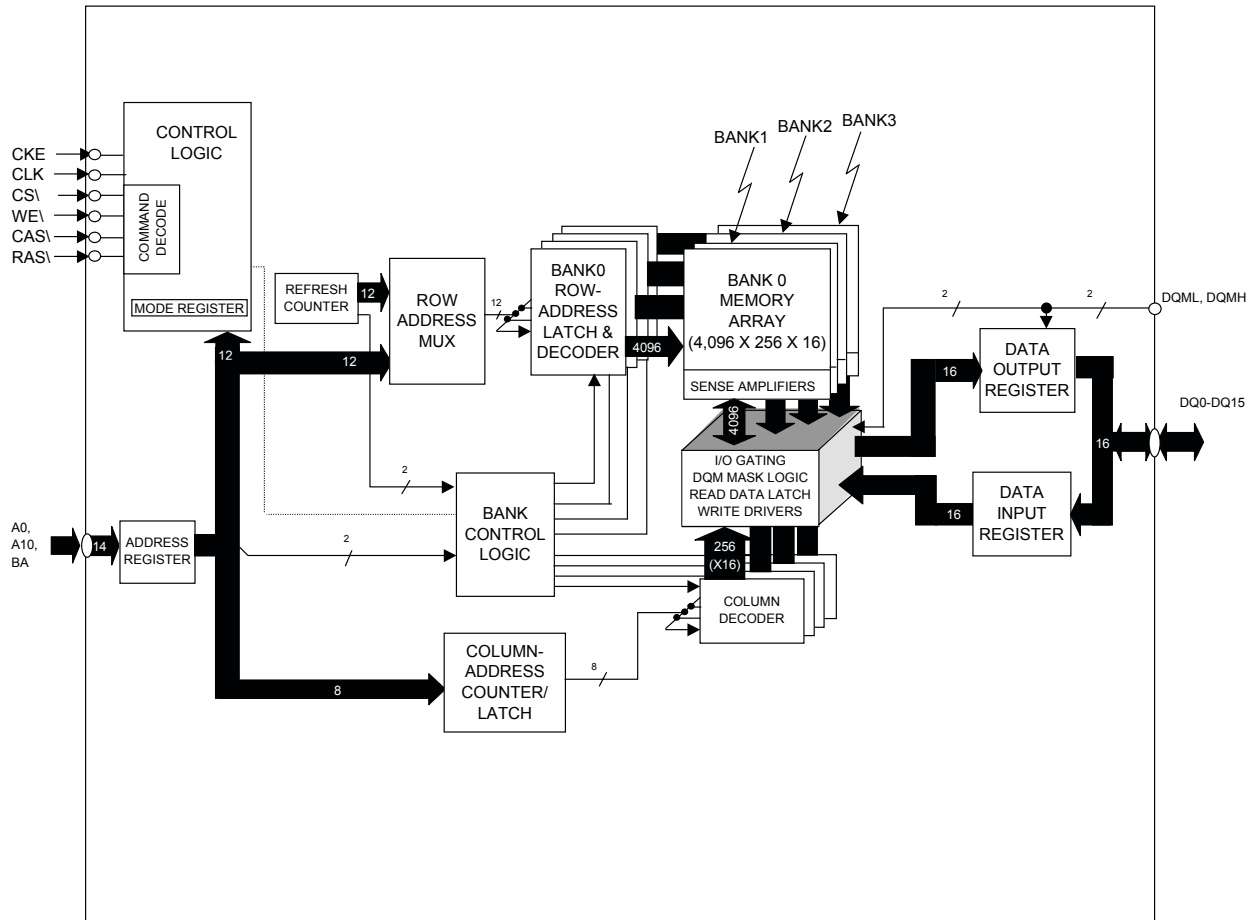 CONTROL
LOGIC
CKE
CLK
CS\
WE\
CAS\
RAS\
COMMAND
DECODE
MODE REGISTER
BANK1
BANK2
BANK3
REFRESH
COUNTER
12
ROW
ADDRESS
MUX
12
BANK0
ROW-
ADDRESS
LATCH &
DECODER
4096
BANK 0
MEMORY
ARRAY
(4,096 X 256 X 16)
SENSE AMPLIFIERS
4096
2
2
DQML, DQMH
12
12
DATA
OUTPUT
REGISTER
16
16
DQ0-DQ15
I/O GATING
DQM MASK LOGIC
READ DATA LATCH
WRITE DRIVERS
16
DATA
INPUT
REGISTER
2
BANK
CONTROL
LOGIC
A0,
A10,
BA
14
ADDRESS
REGISTER
2
256
(X16)
COLUMN
DECODER
8
COLUMN-
ADDRESS
COUNTER/
LATCH
8